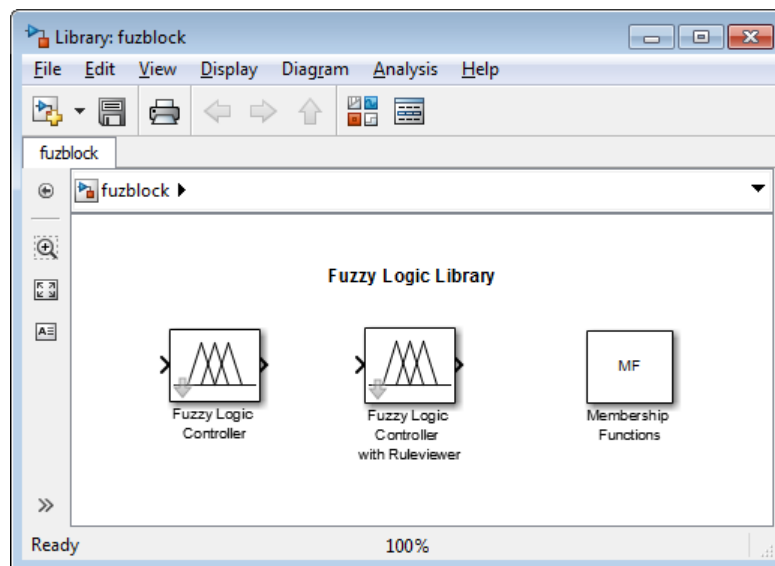 Library: fuzblock
File Edit View Display Diagram Analysis Help
fuzblock
fuzblock
Fuzzy Logic Library
MF
Fuzzy Logic
Controller
Fuzzy Logic
Controller
with Ruleviewer
Membership
Functions
Ready 100%